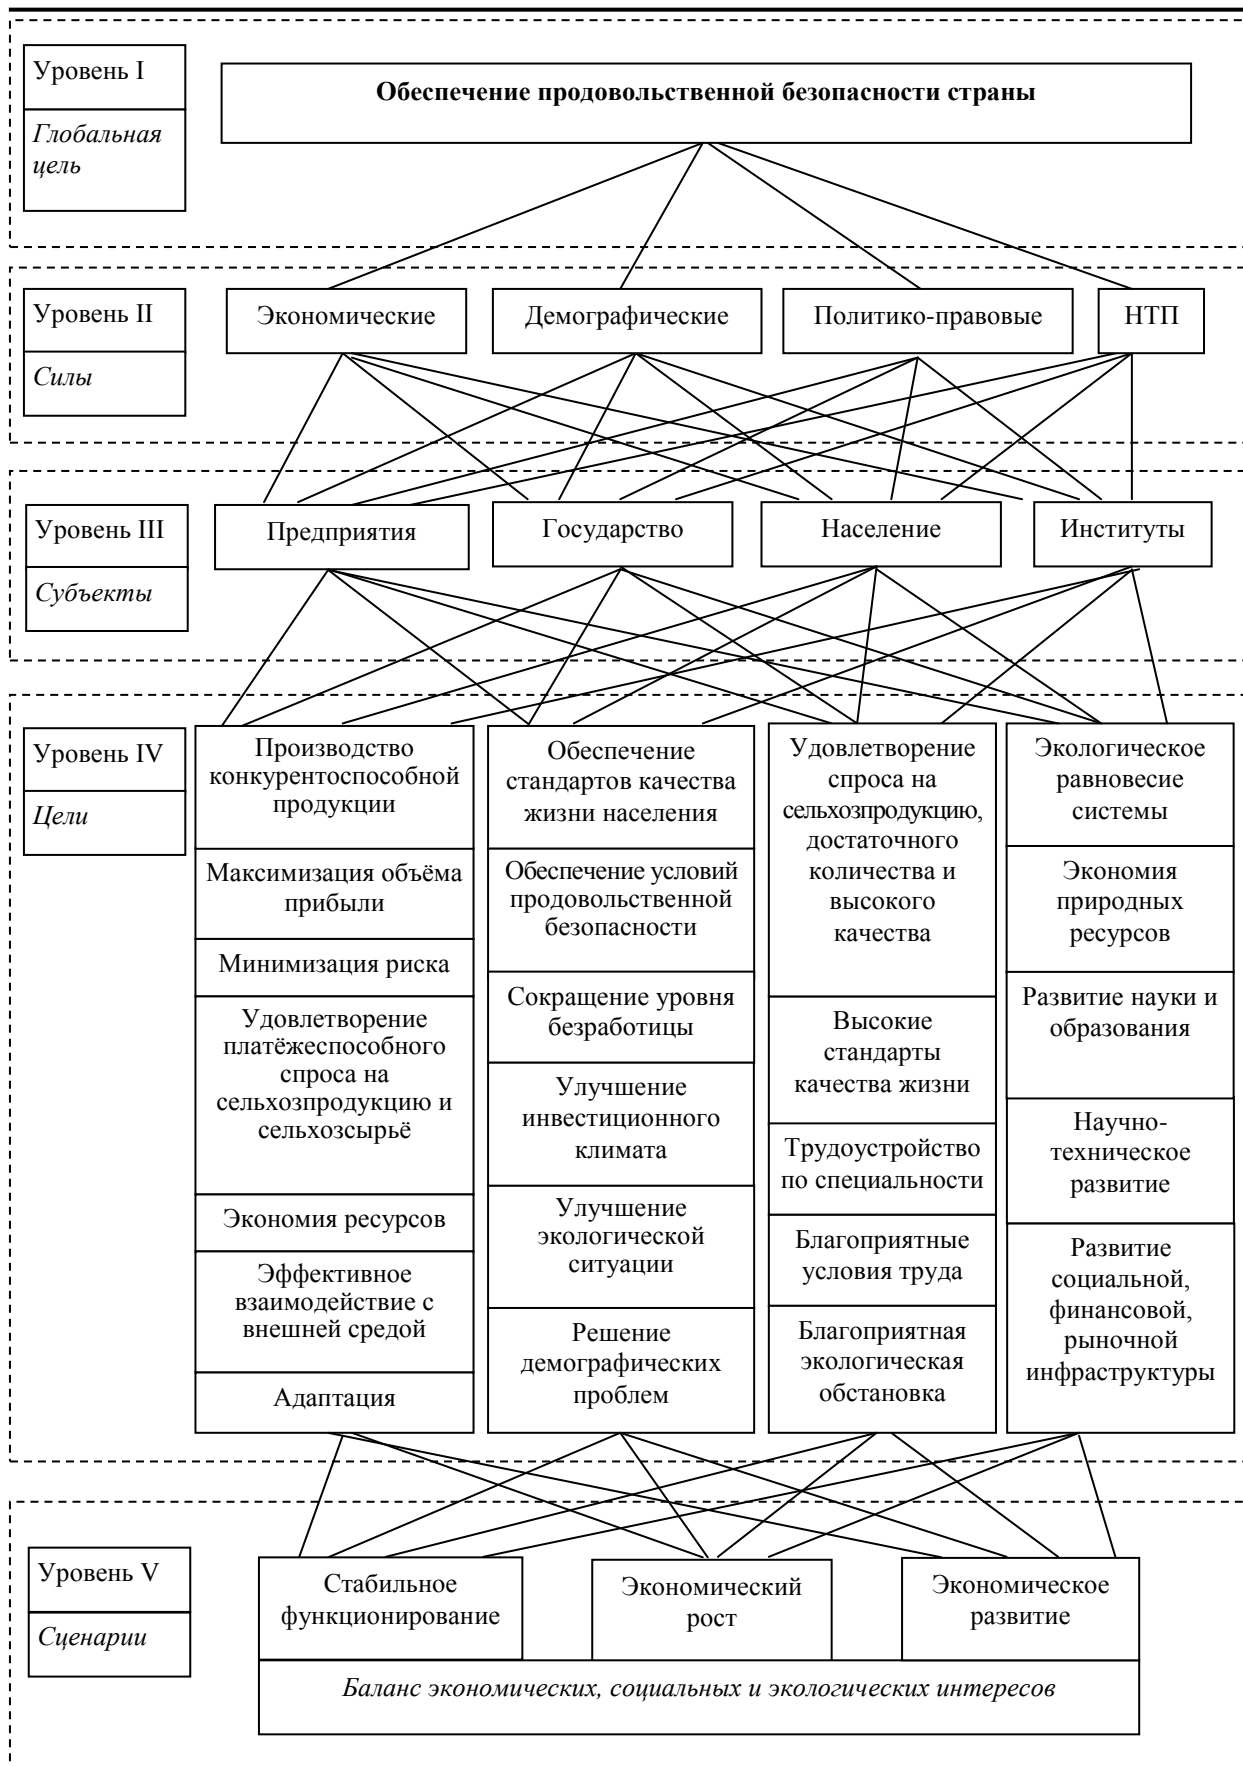 Уровень I
Глобальная
цель
Обеспечение продовольственной безопасности страны
Уровень II
Силы
Экономические
Демографические
Политико-правовые
НТП
Уровень III
Субъекты
Предприятия
Государство
Население
Институты
Уровень IV
Цели
Производство
конкурентоспособной
продукции
Максимизация объёма
прибыли
Минимизация риска
Удовлетворение
платёжеспособного
спроса на
сельхозпродукцию и
сельхозсырьё
Экономия ресурсов
Эффективное
взаимодействие с
внешней средой
Адаптация
Обеспечение
стандартов качества
жизни населения
Обеспечение условий
продовольственной
безопасности
Сокращение уровня
безработицы
Улучшение
инвестиционного
климата
Улучшение
экологической
ситуации
Решение
демографических
проблем
Удовлетворение
спроса на
сельхозпродукцию,
достаточного
количества и
высокого
качества
Высокие
стандарты
качества жизни
Трудоустройство
по специальности
Благоприятные
условия труда
Благоприятная
экологическая
обстановка
Экологическое
равновесие
системы
Экономия
природных
ресурсов
Развитие науки и
образования
Научно-
техническое
развитие
Развитие
социальной,
финансовой,
рыночной
инфраструктуры
Уровень V
Сценарии
Стабильное
функционирование
Экономический
рост
Экономическое
развитие
Баланс экономических, социальных и экологических интересов